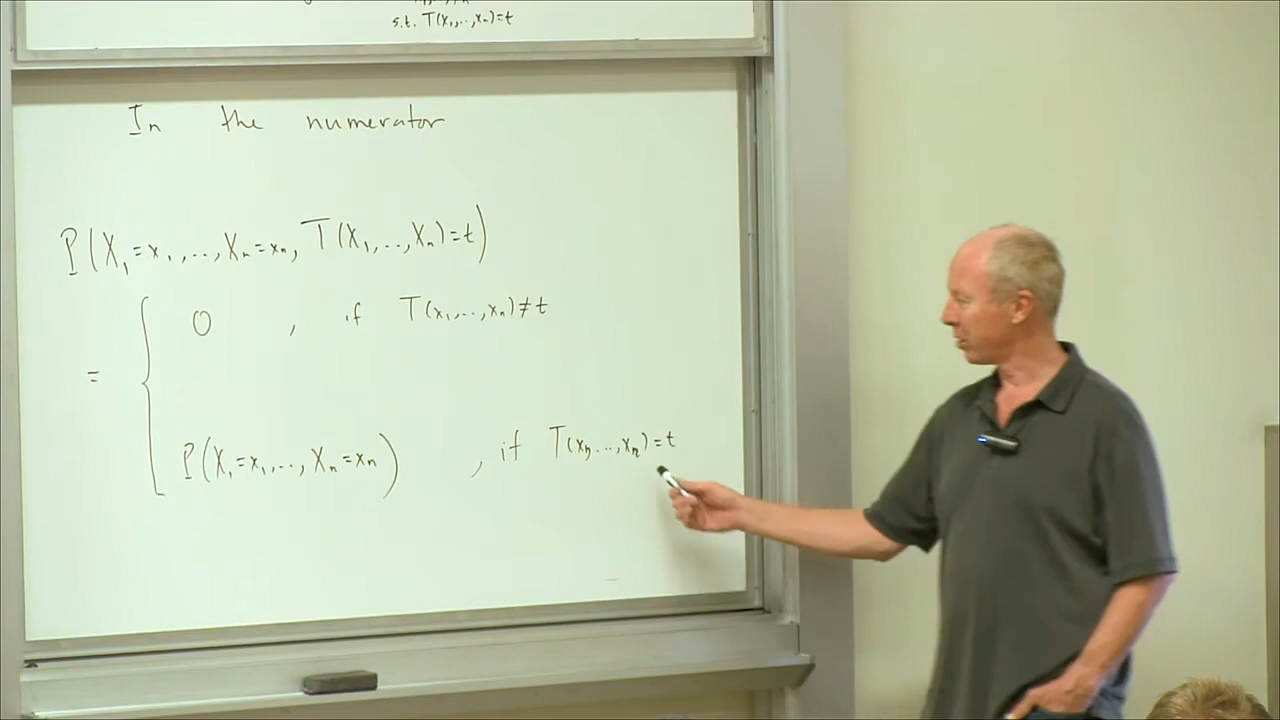 s.t. T(x₁,..,xₙ)=t
In the numerator
P(X₁=x₁,..,Xₙ=xₙ, T(X₁,..,Xₙ)=t)
0 , if T(x₁,..,xₙ)≠t
= {
P(X₁=x₁,.., Xₙ=xₙ) , if T(x₁,..,xₙ)=t